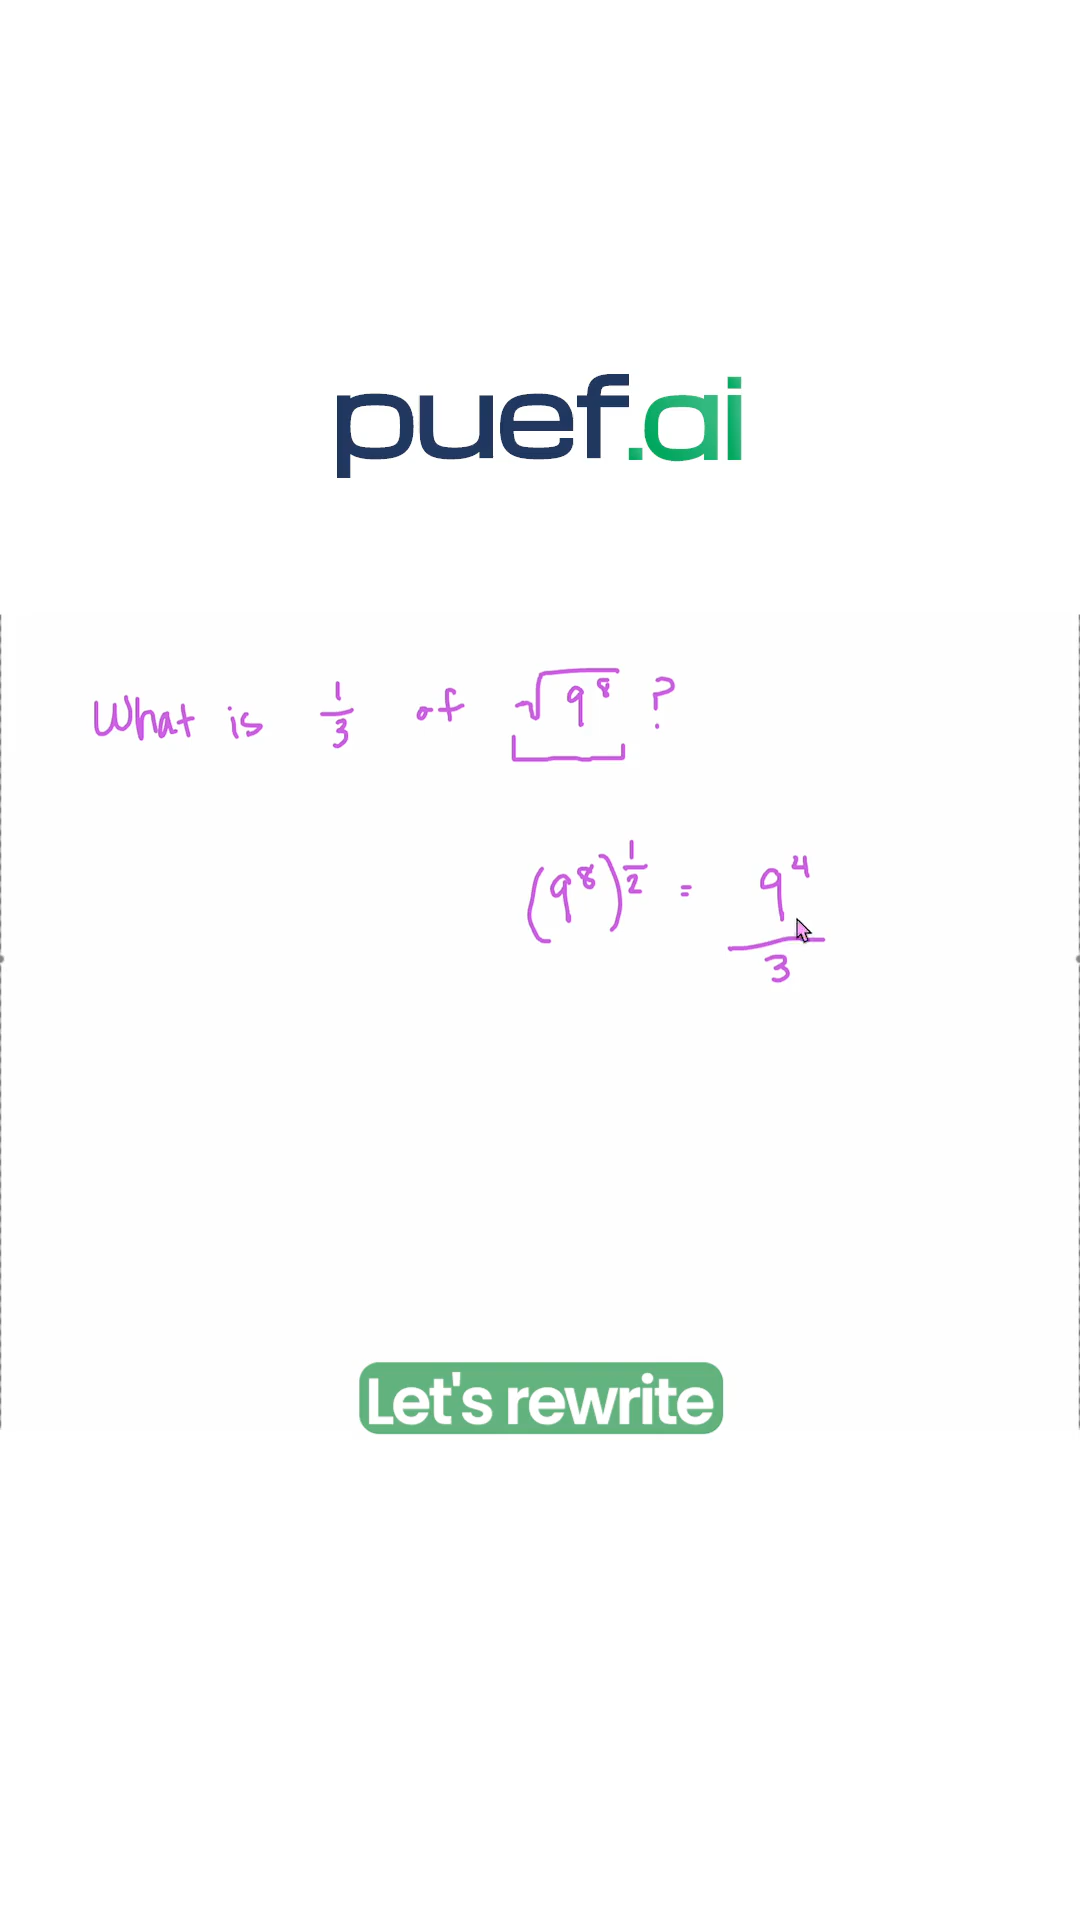 puef.ai
What is 1/3 of √9⁸ ?
(9⁸)^(1/2) = 9⁴/3
Let's rewrite